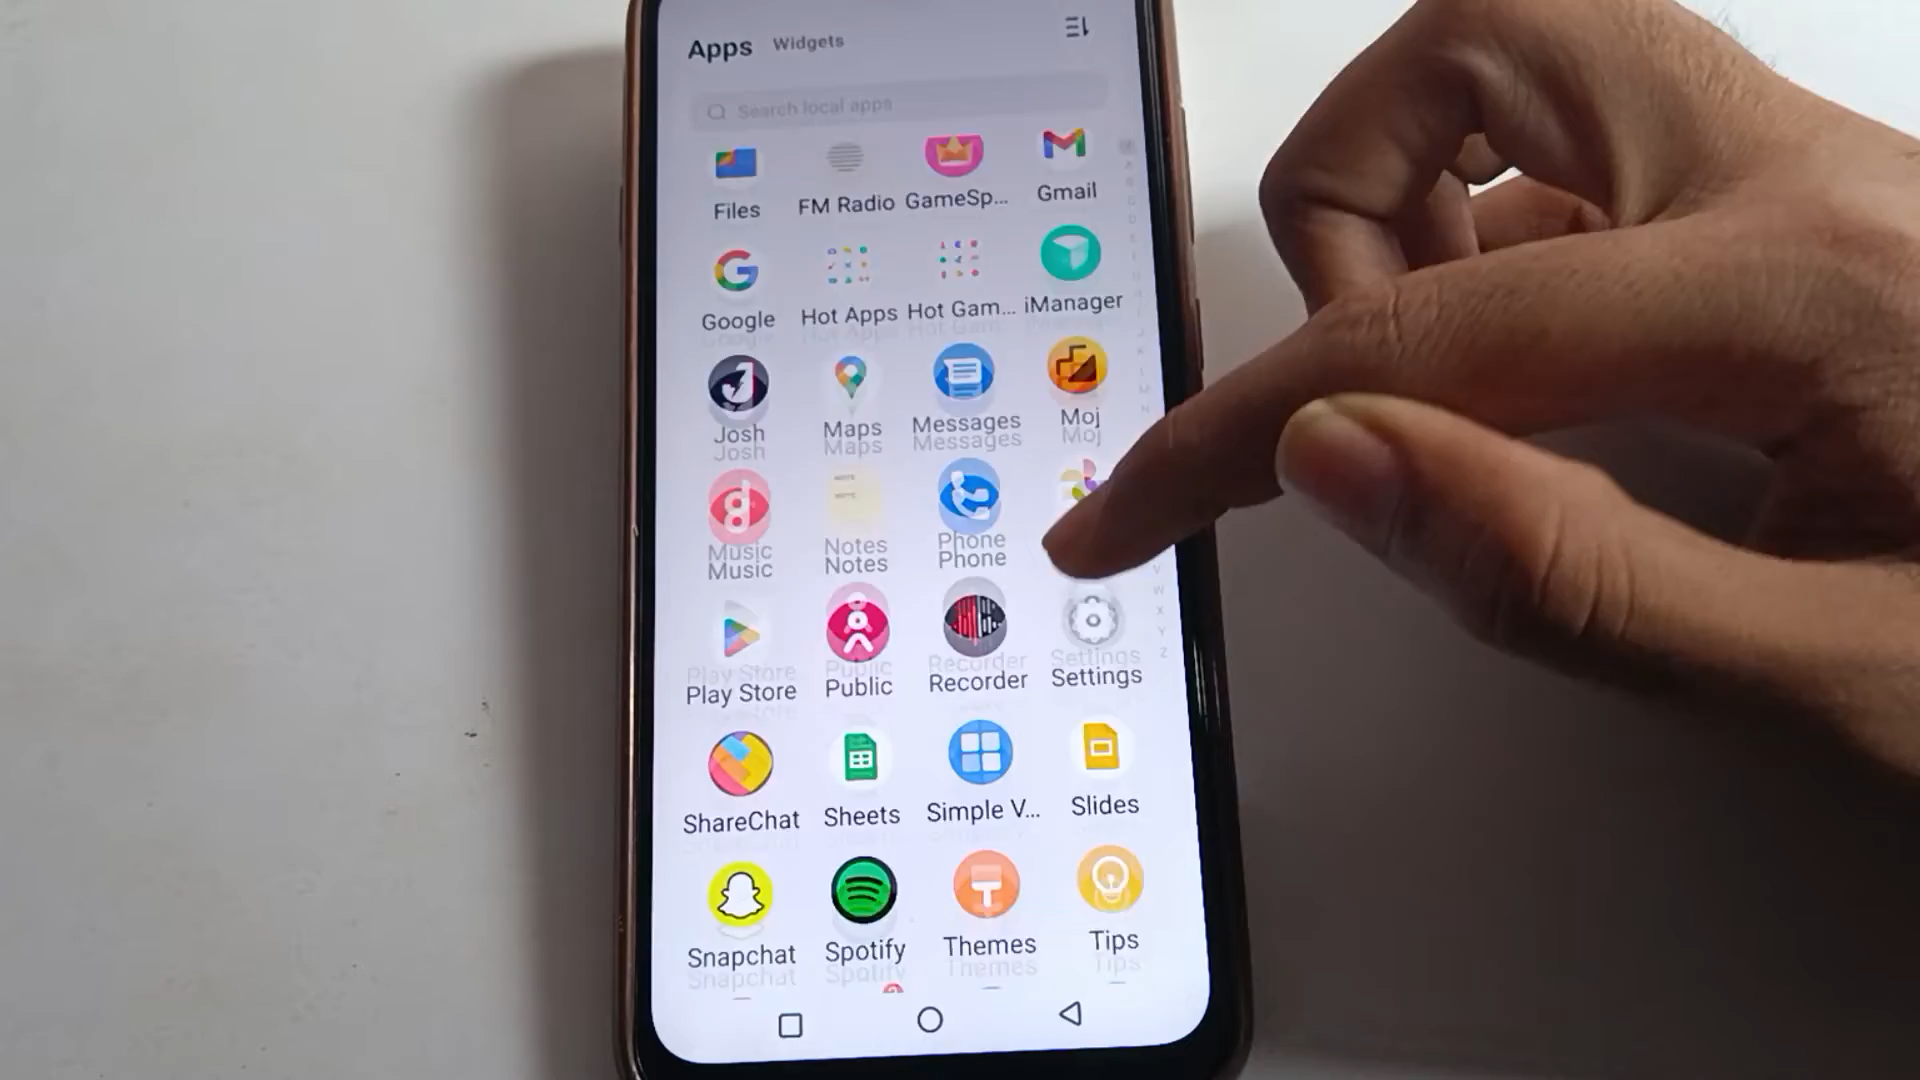 Apps Widgets
Search local apps
Files FM Radio GameSp... Gmail
Google Hot Apps Hot Gam... iManager
Josh Maps Messages Moj
Music Notes Phone
Play Store Public Recorder Settings
ShareChat Sheets Simple V... Slides
Snapchat Spotify Themes Tips